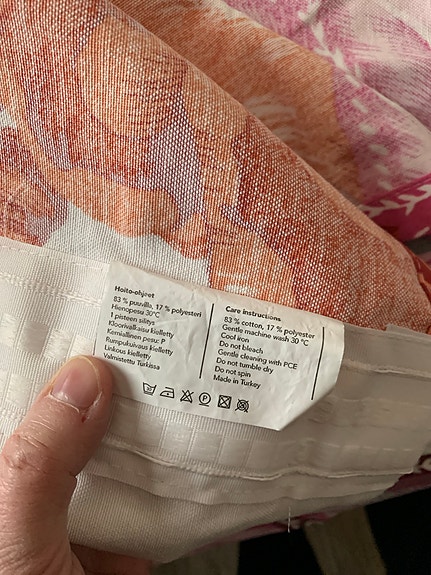 Hoito-ohjeet
83 % puuvilla, 17 % polyesteri
Hienopesu 30°C
1 pisteen silitys
Kloorivalkaisu kielletty
Kemiallinen pesu: P
Rumpukuivaus kielletty
Linkous kielletty
Valmistettu Turkissa
Care instructions
83 % cotton, 17 % polyester
Gentle machine wash 30 °C
Cool iron
Do not bleach
Gentle cleaning with PCE
Do not tumble dry
Do not spin
Made in Turkey
P